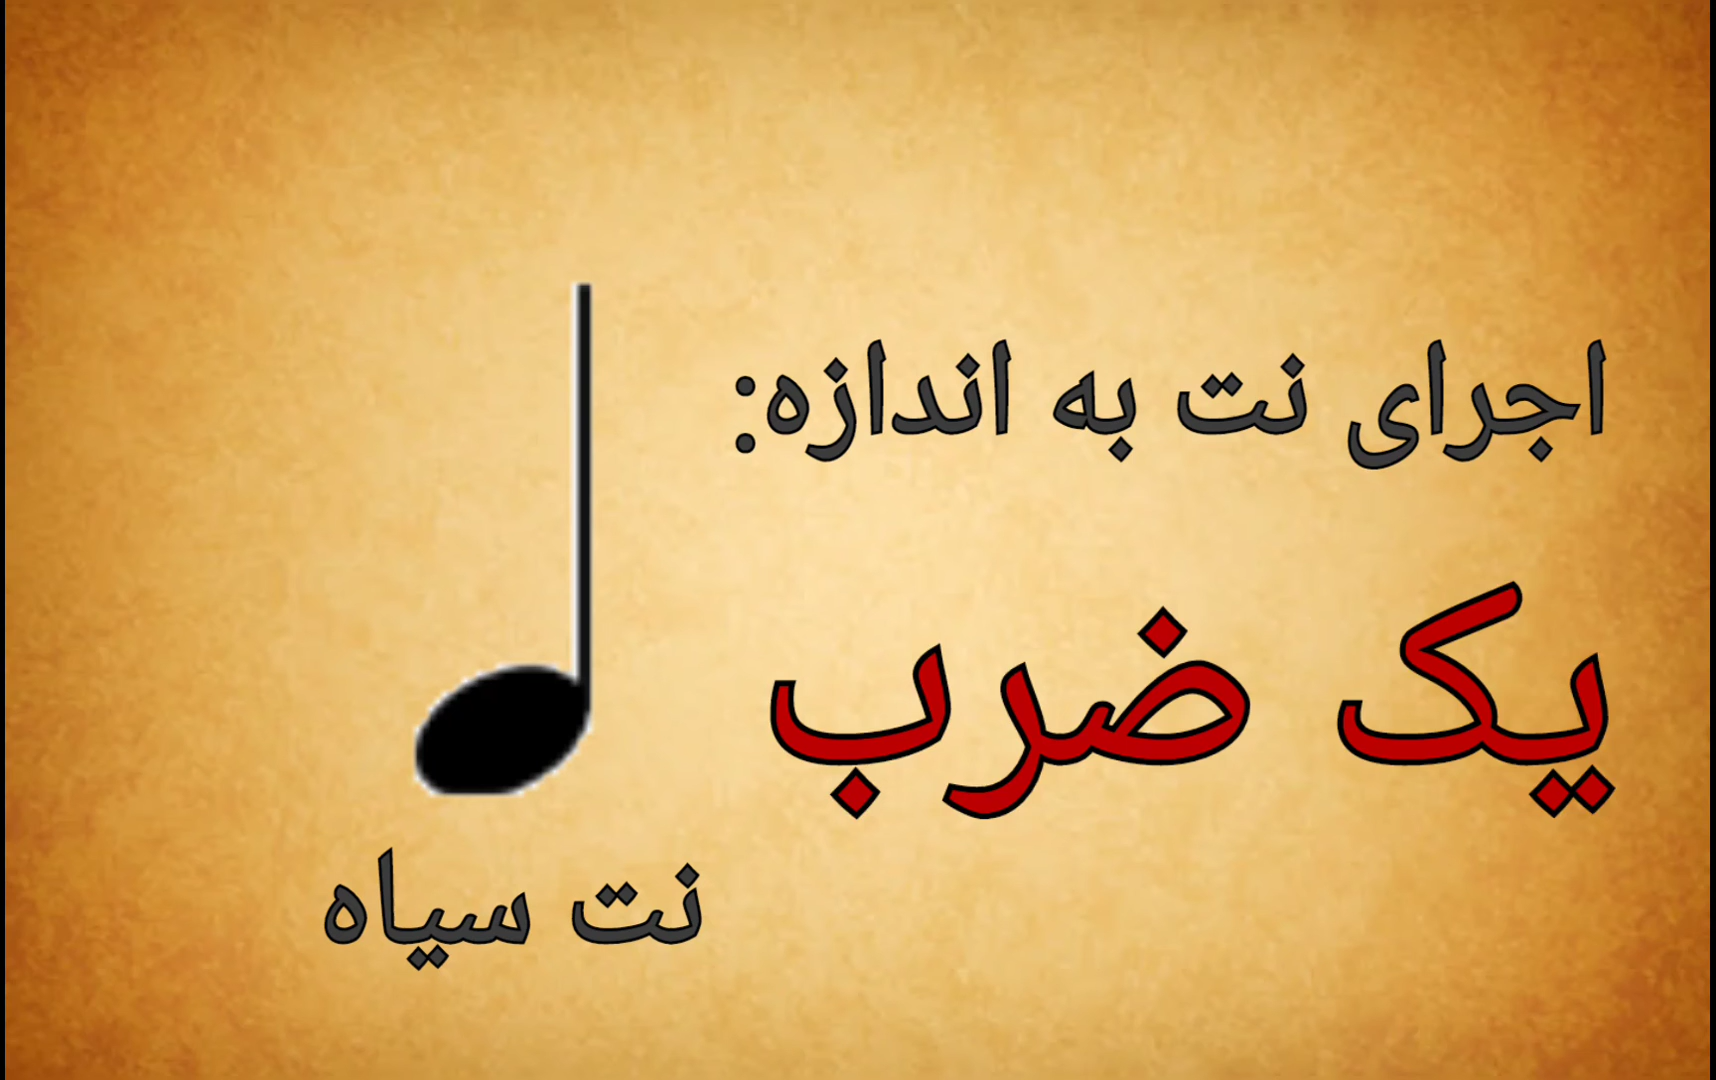 اجرای نت به اندازه:
یک ضرب
نت سیاه